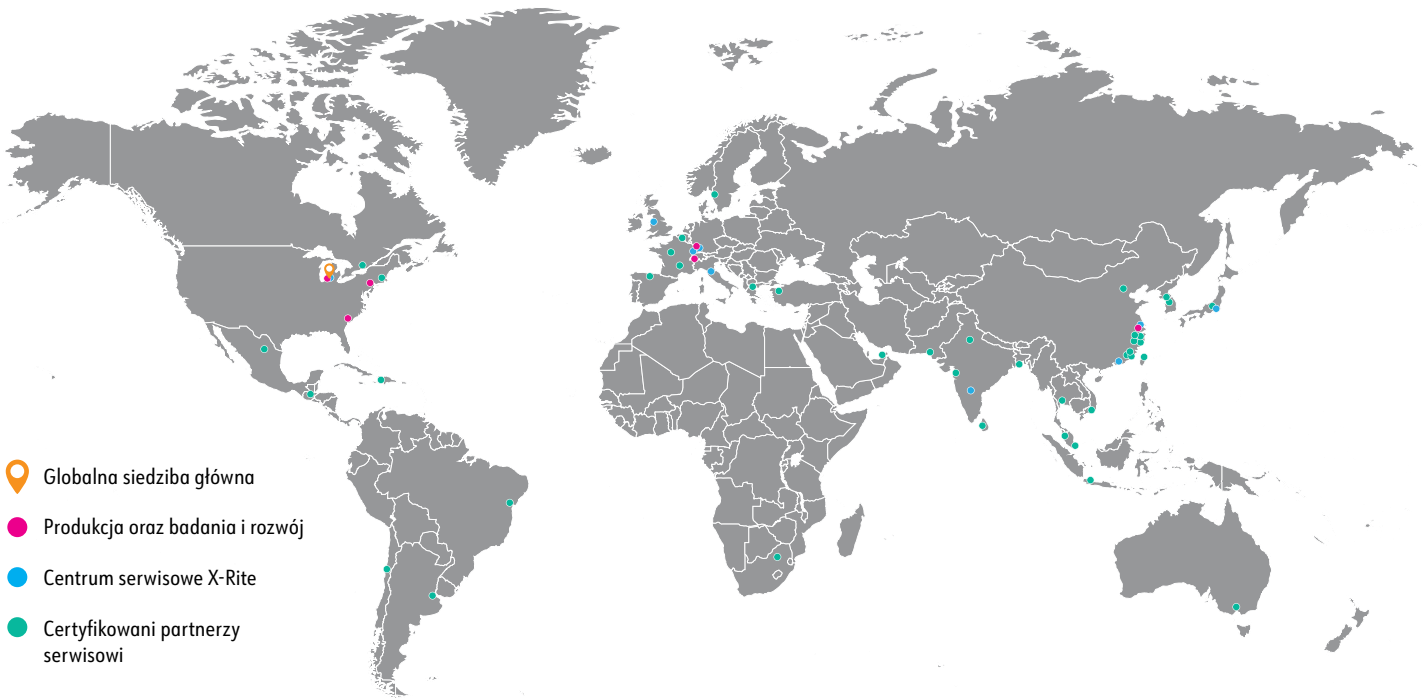 Globalna siedziba główna
Produkcja oraz badania i rozwój
Centrum serwisowe X-Rite
Certyfikowani partnerzy
serwisowi